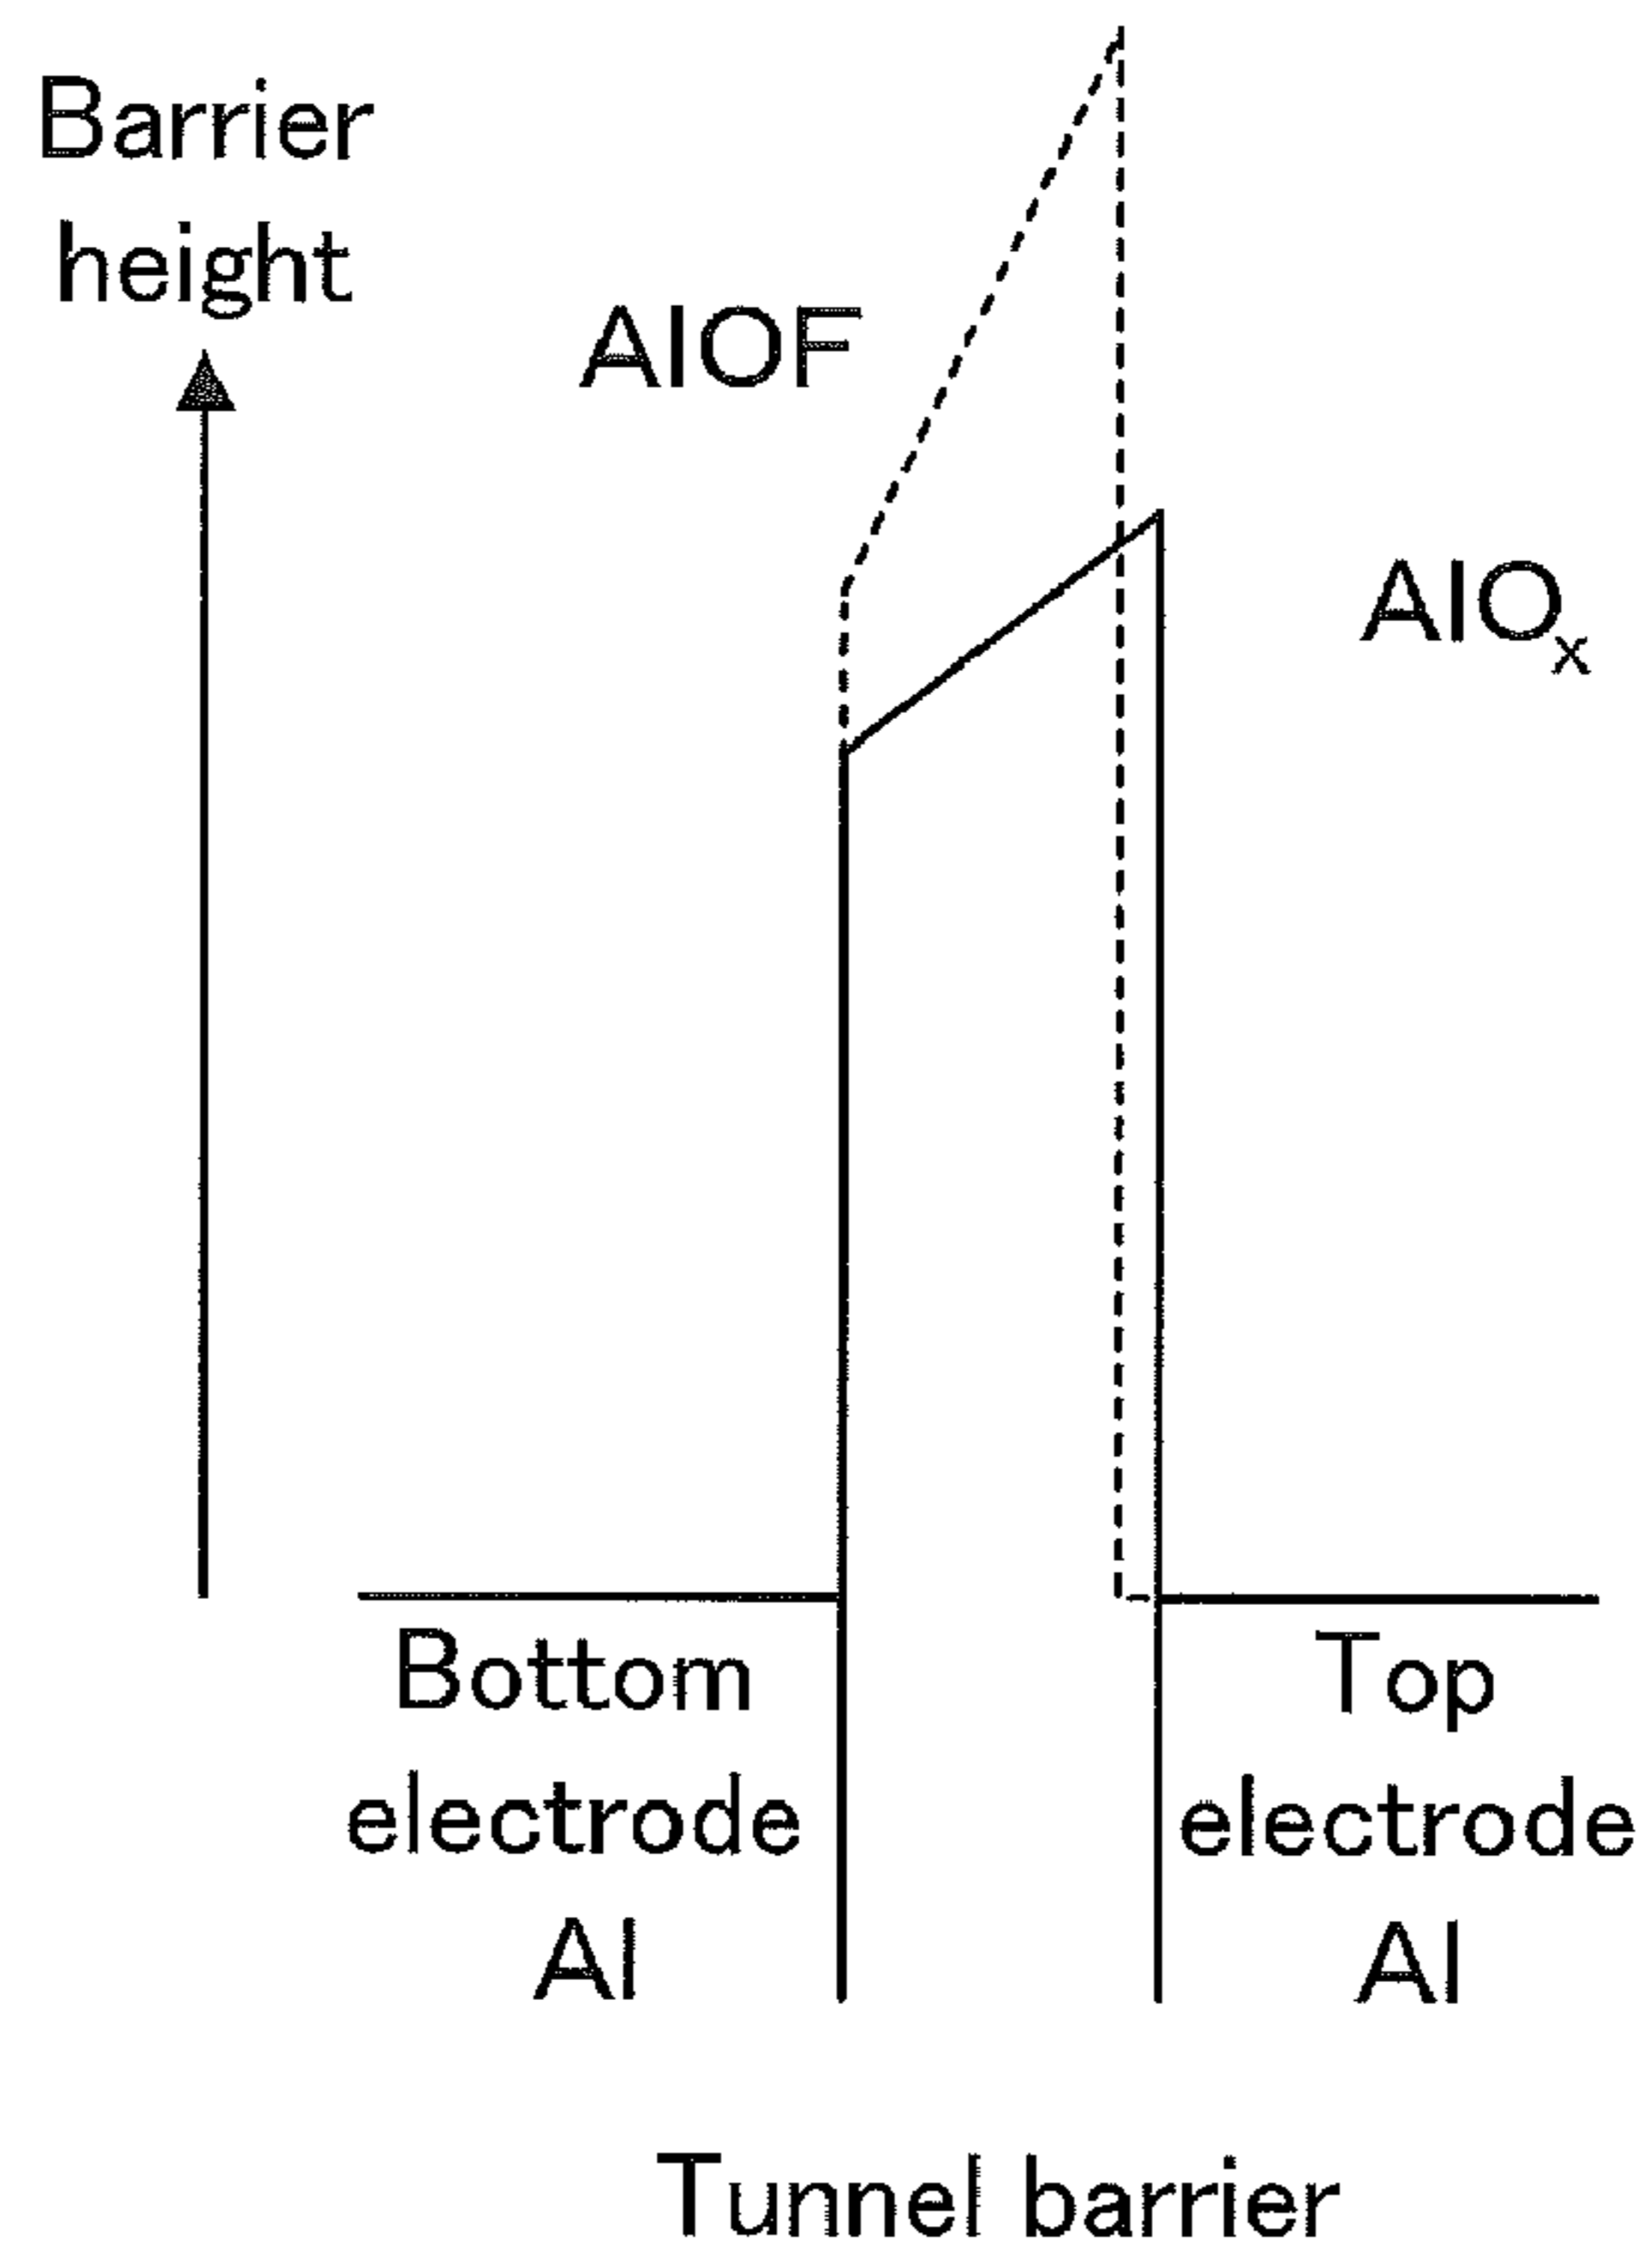 Barrier
height
AlOF
AlOx
Bottom
electrode
Al
Top
electrode
Al
Tunnel barrier